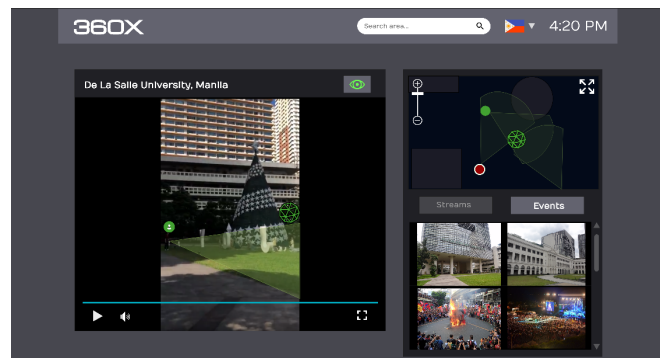 360X
Search area...
4:20 PM
De La Salle University, Manila
Streams
Events